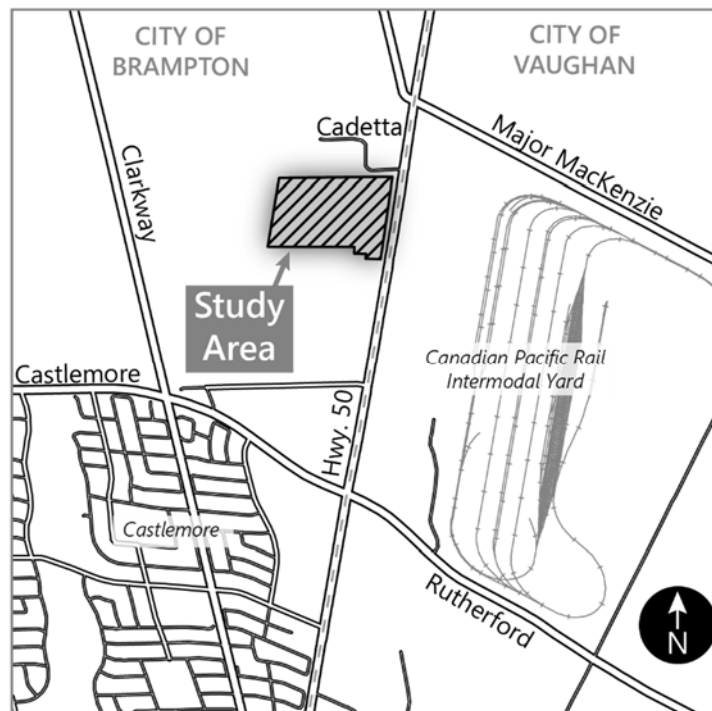 CITY OF
BRAMPTON
CITY OF
VAUGHAN
Cadetta
Major MacKenzie
Clarkway
Study
Area
Canadian Pacific Rail
Intermodal Yard
Castlemore
Hwy. 50
Castlemore
Rutherford
N